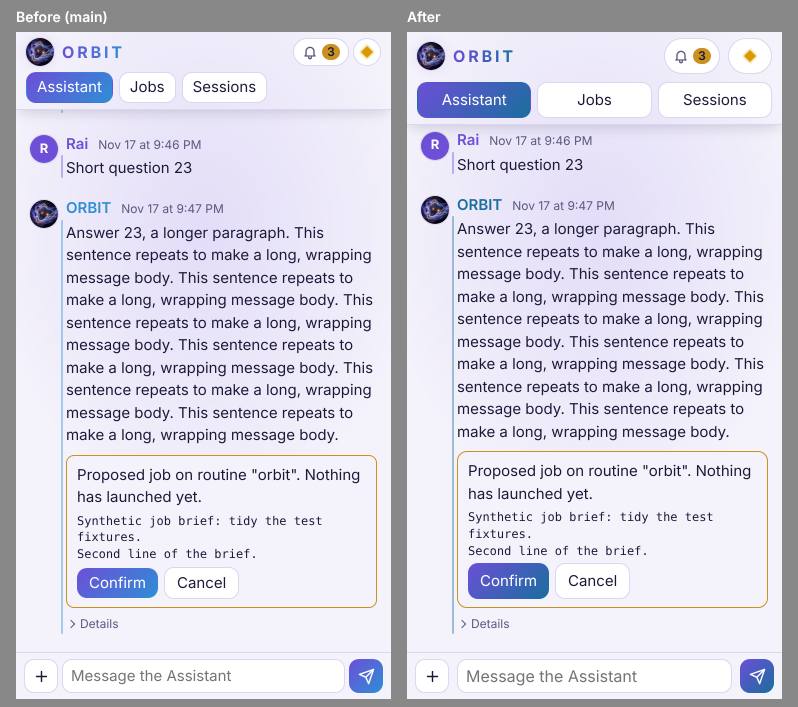 Before (main)
ORBIT
3
Assistant
Jobs
Sessions
R
Rai
Nov 17 at 9:46 PM
Short question 23
ORBIT
Nov 17 at 9:47 PM
Answer 23, a longer paragraph. This
sentence repeats to make a long, wrapping
message body. This sentence repeats to
make a long, wrapping message body. This
sentence repeats to make a long, wrapping
message body. This sentence repeats to
make a long, wrapping message body. This
sentence repeats to make a long, wrapping
message body. This sentence repeats to
make a long, wrapping message body.
Proposed job on routine "orbit". Nothing
has launched yet.
Synthetic job brief: tidy the test
fixtures.
Second line of the brief.
Confirm
Cancel
Details
+
Message the Assistant
After
ORBIT
3
Assistant
Jobs
Sessions
R
Rai
Nov 17 at 9:46 PM
Short question 23
ORBIT
Nov 17 at 9:47 PM
Answer 23, a longer paragraph. This
sentence repeats to make a long, wrapping
message body. This sentence repeats to
make a long, wrapping message body. This
sentence repeats to make a long, wrapping
message body. This sentence repeats to
make a long, wrapping message body. This
sentence repeats to make a long, wrapping
message body. This sentence repeats to
make a long, wrapping message body.
Proposed job on routine "orbit". Nothing
has launched yet.
Synthetic job brief: tidy the test
fixtures.
Second line of the brief.
Confirm
Cancel
Details
+
Message the Assistant